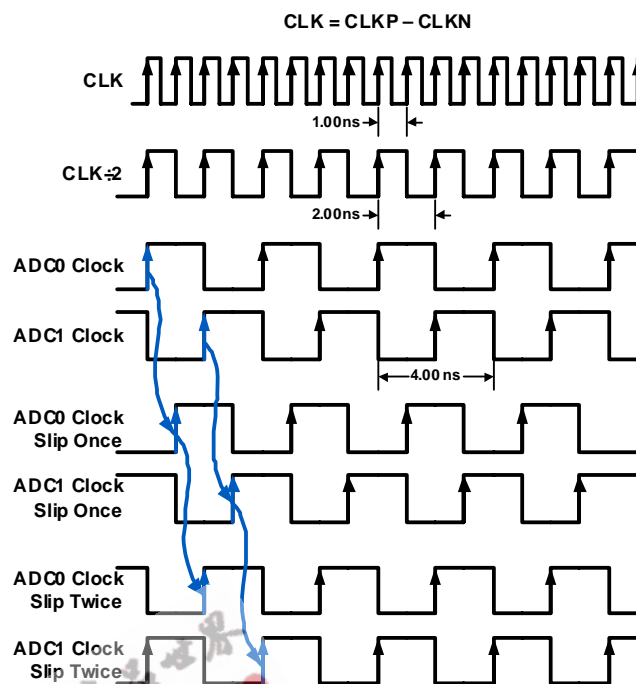 CLK = CLKP – CLKN
CLK
1.00ns
CLK÷2
2.00ns
ADC0 Clock
ADC1 Clock
4.00 ns
ADC0 Clock
Slip Once
ADC1 Clock
Slip Once
ADC0 Clock
Slip Twice
ADC1 Clock
Slip Twice